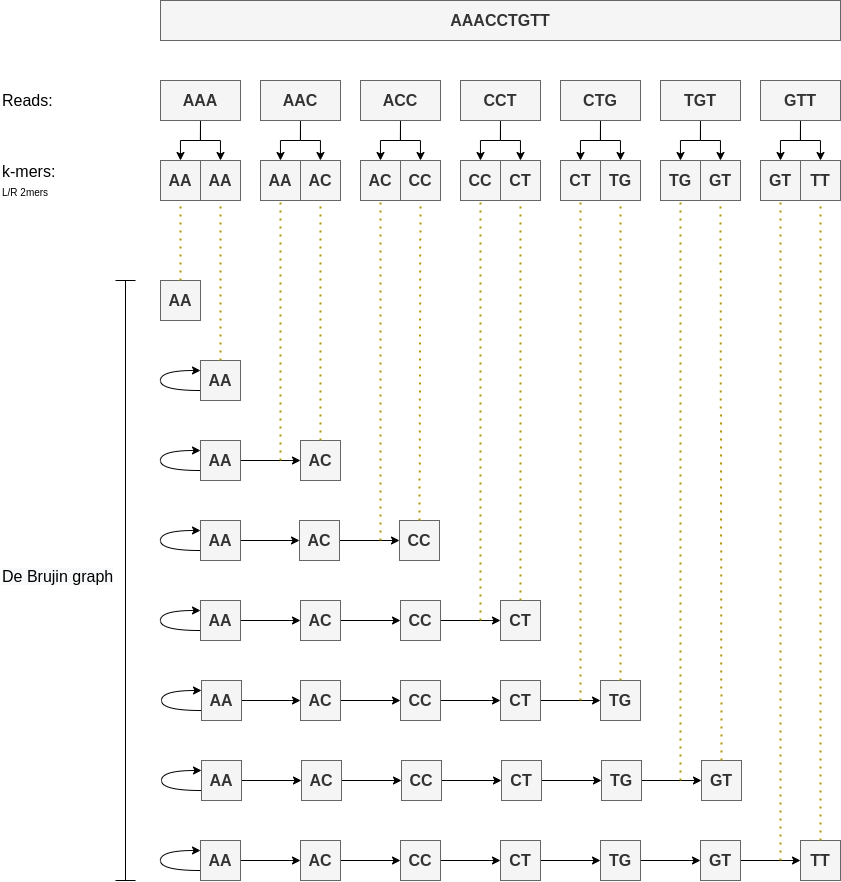 AAACCTGTT
Reads: AAA AAC ACC CCT CTG TGT GTT
k-mers: AA AA AA AC AC CC CC CT CT TG TG GT GT TT
L/R 2mers
AA
AA
AA AC
AA AC CC
De Brujin graph
AA AC CC CT
AA AC CC CT TG
AA AC CC CT TG GT
AA AC CC CT TG GT TT